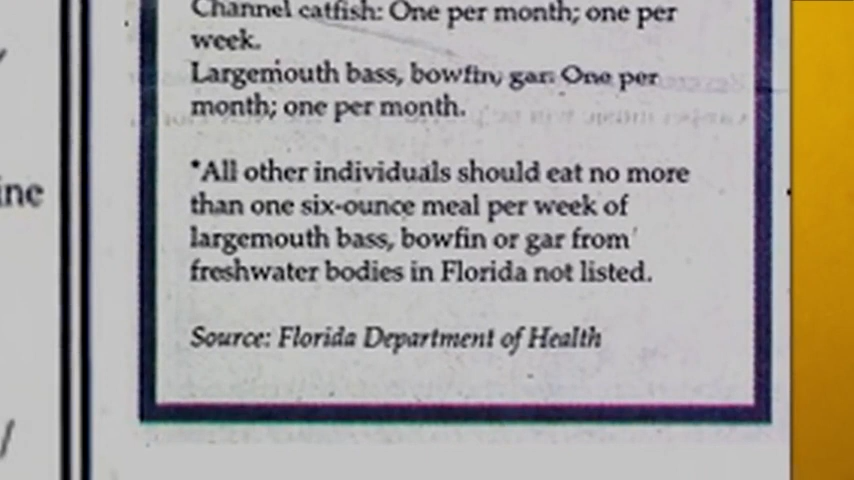 Channel catfish: One per month; one per
week.
Largemouth bass, bowfin, gar: One per
month; one per month.
*All other individuals should eat no more
than one six-ounce meal per week of
largemouth bass, bowfin or gar from
freshwater bodies in Florida not listed.
Source: Florida Department of Health
ine